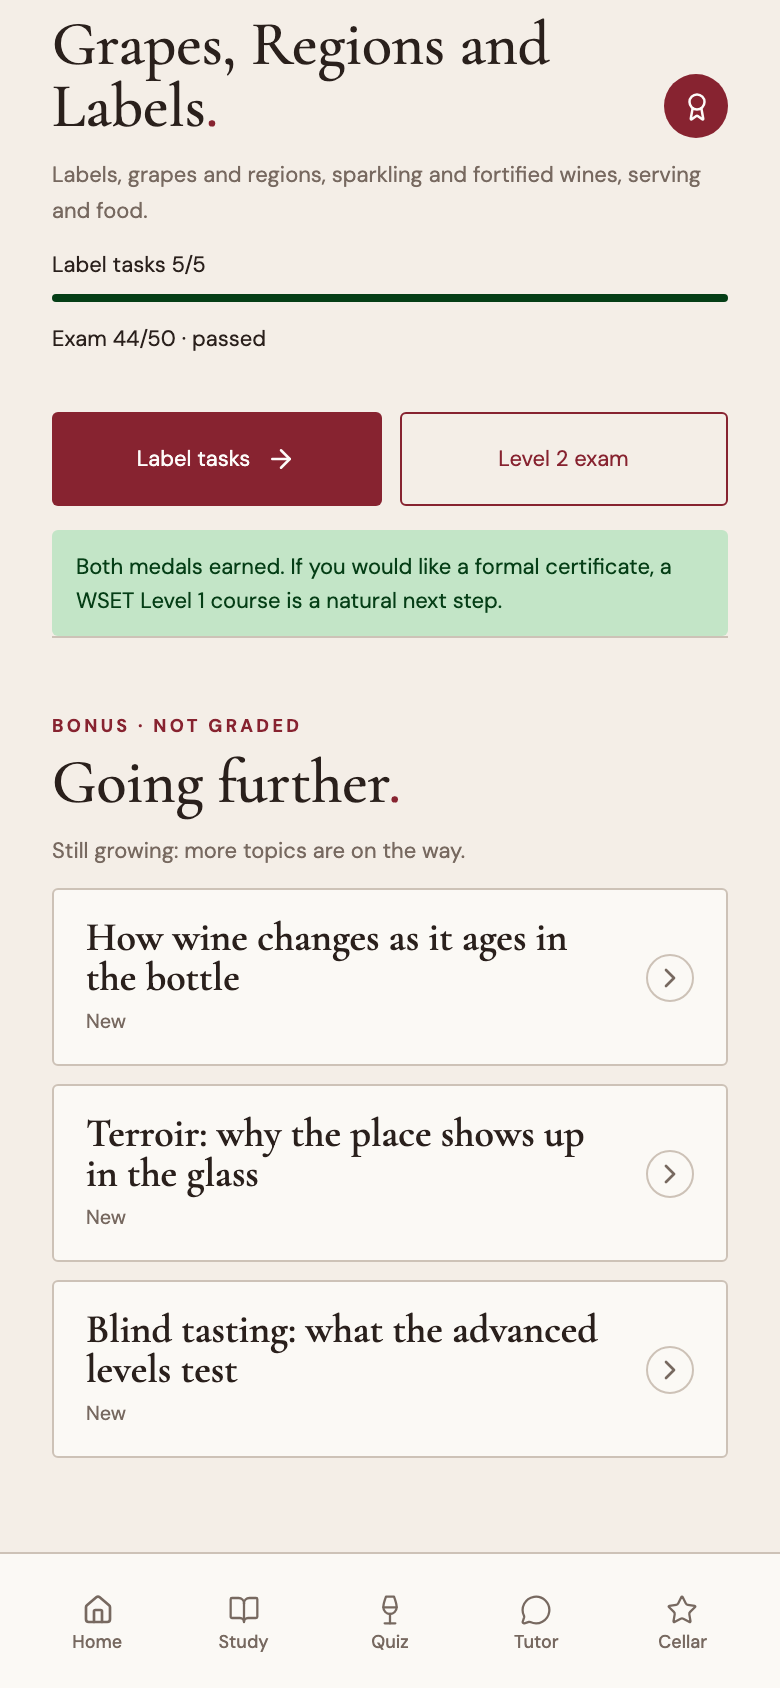 Grapes, Regions and
Labels.
Labels, grapes and regions, sparkling and fortified wines, serving
and food.
Label tasks 5/5
Exam 44/50 · passed
Label tasks
Level 2 exam
Both medals earned. If you would like a formal certificate, a
WSET Level 1 course is a natural next step.
BONUS · NOT GRADED
Going further.
Still growing: more topics are on the way.
How wine changes as it ages in
the bottle
New
Terroir: why the place shows up
in the glass
New
Blind tasting: what the advanced
levels test
New
Home
Study
Quiz
Tutor
Cellar